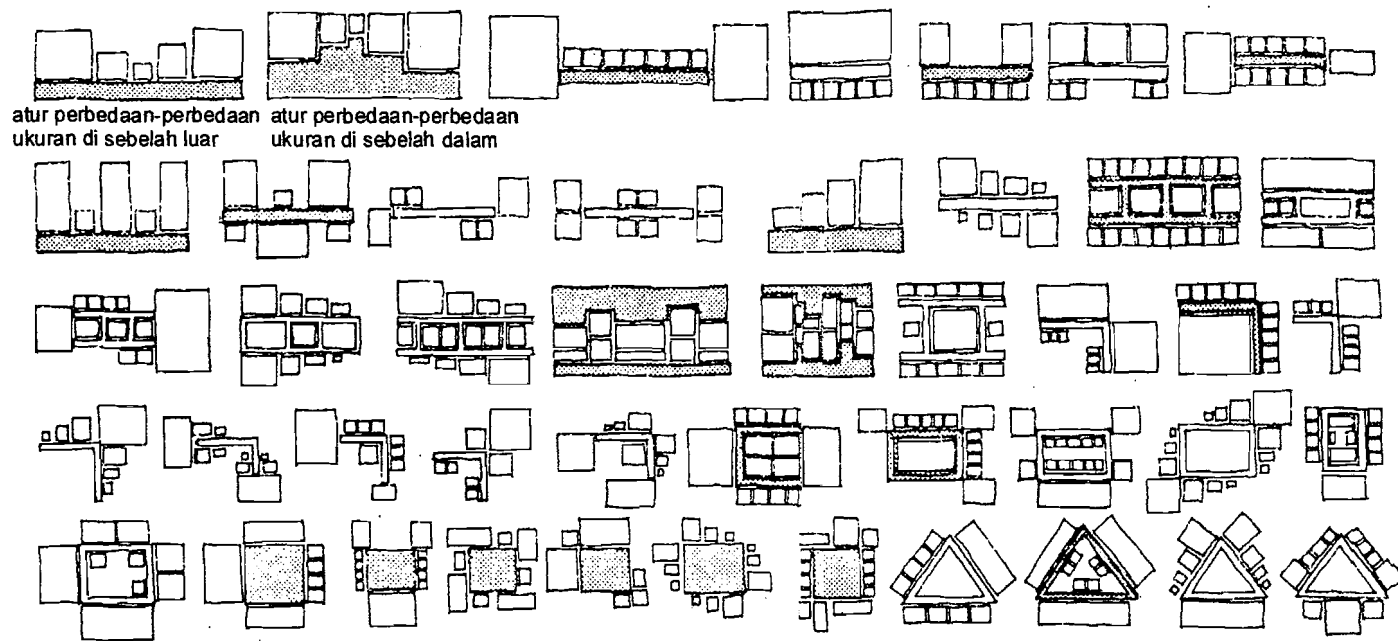 atur perbedaan-perbedaan
ukuran di sebelah luar
atur perbedaan-perbedaan
ukuran di sebelah dalam